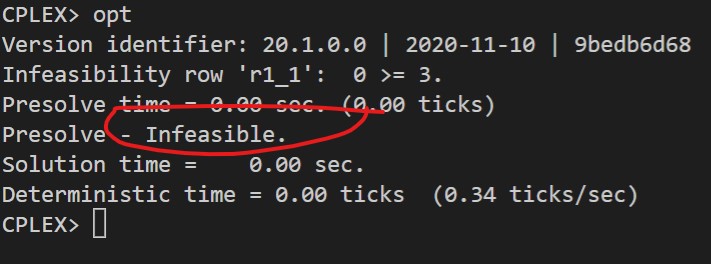 CPLEX> opt
Version identifier: 20.1.0.0 | 2020-11-10 | 9bedb6d68
Infeasibility row 'r1_1':  0 >= 3.
Presolve time = 0.00 sec. (0.00 ticks)
Presolve - Infeasible.
Solution time =    0.00 sec.
Deterministic time = 0.00 ticks  (0.34 ticks/sec)
CPLEX>